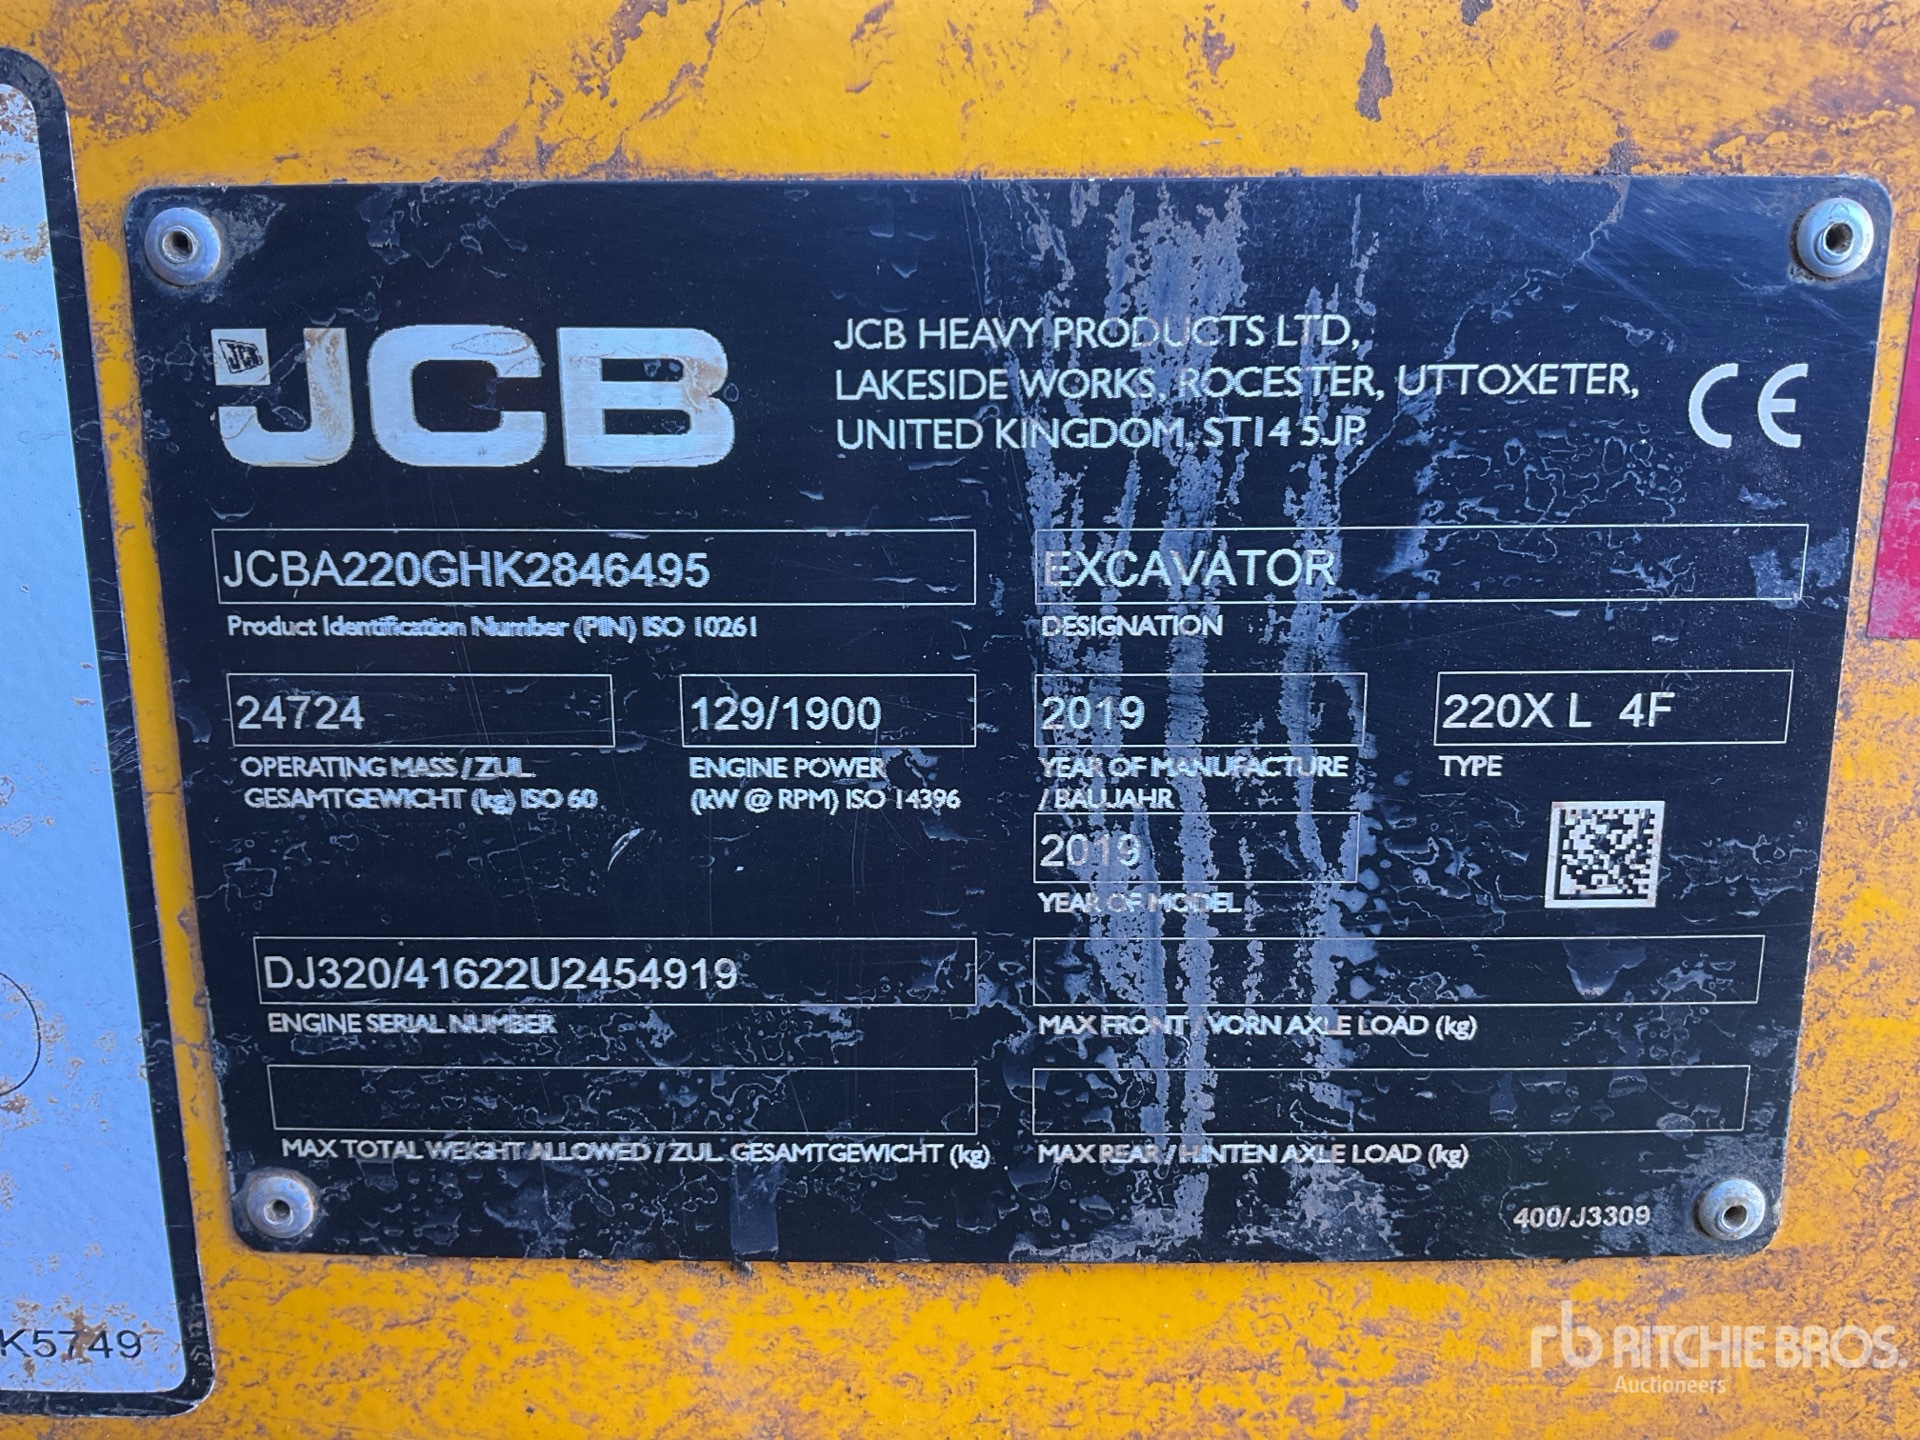 JCB
JCB
JCB HEAVY PRODUCTS LTD,
LAKESIDE WORKS, ROCESTER, UTTOXETER,
UNITED KINGDOM, ST14 5JP.
CE
JCBA220GHK2846495
Product Identification Number (PIN) ISO 10261
EXCAVATOR
DESIGNATION
24724
OPERATING MASS / ZUL.
GESAMTGEWICHT (kg) ISO 60
129/1900
ENGINE POWER
(kW @ RPM) ISO 14396
2019
YEAR OF MANUFACTURE
/ BAUJAHR
220X L 4F
TYPE
2019
YEAR OF MODEL
DJ320/41622U2454919
ENGINE SERIAL NUMBER
MAX FRONT / VORN AXLE LOAD (kg)
MAX TOTAL WEIGHT ALLOWED / ZUL. GESAMTGEWICHT (kg)
MAX REAR / HINTEN AXLE LOAD (kg)
400/J3309
K5749
rb RITCHIE BROS.
Auctioneers